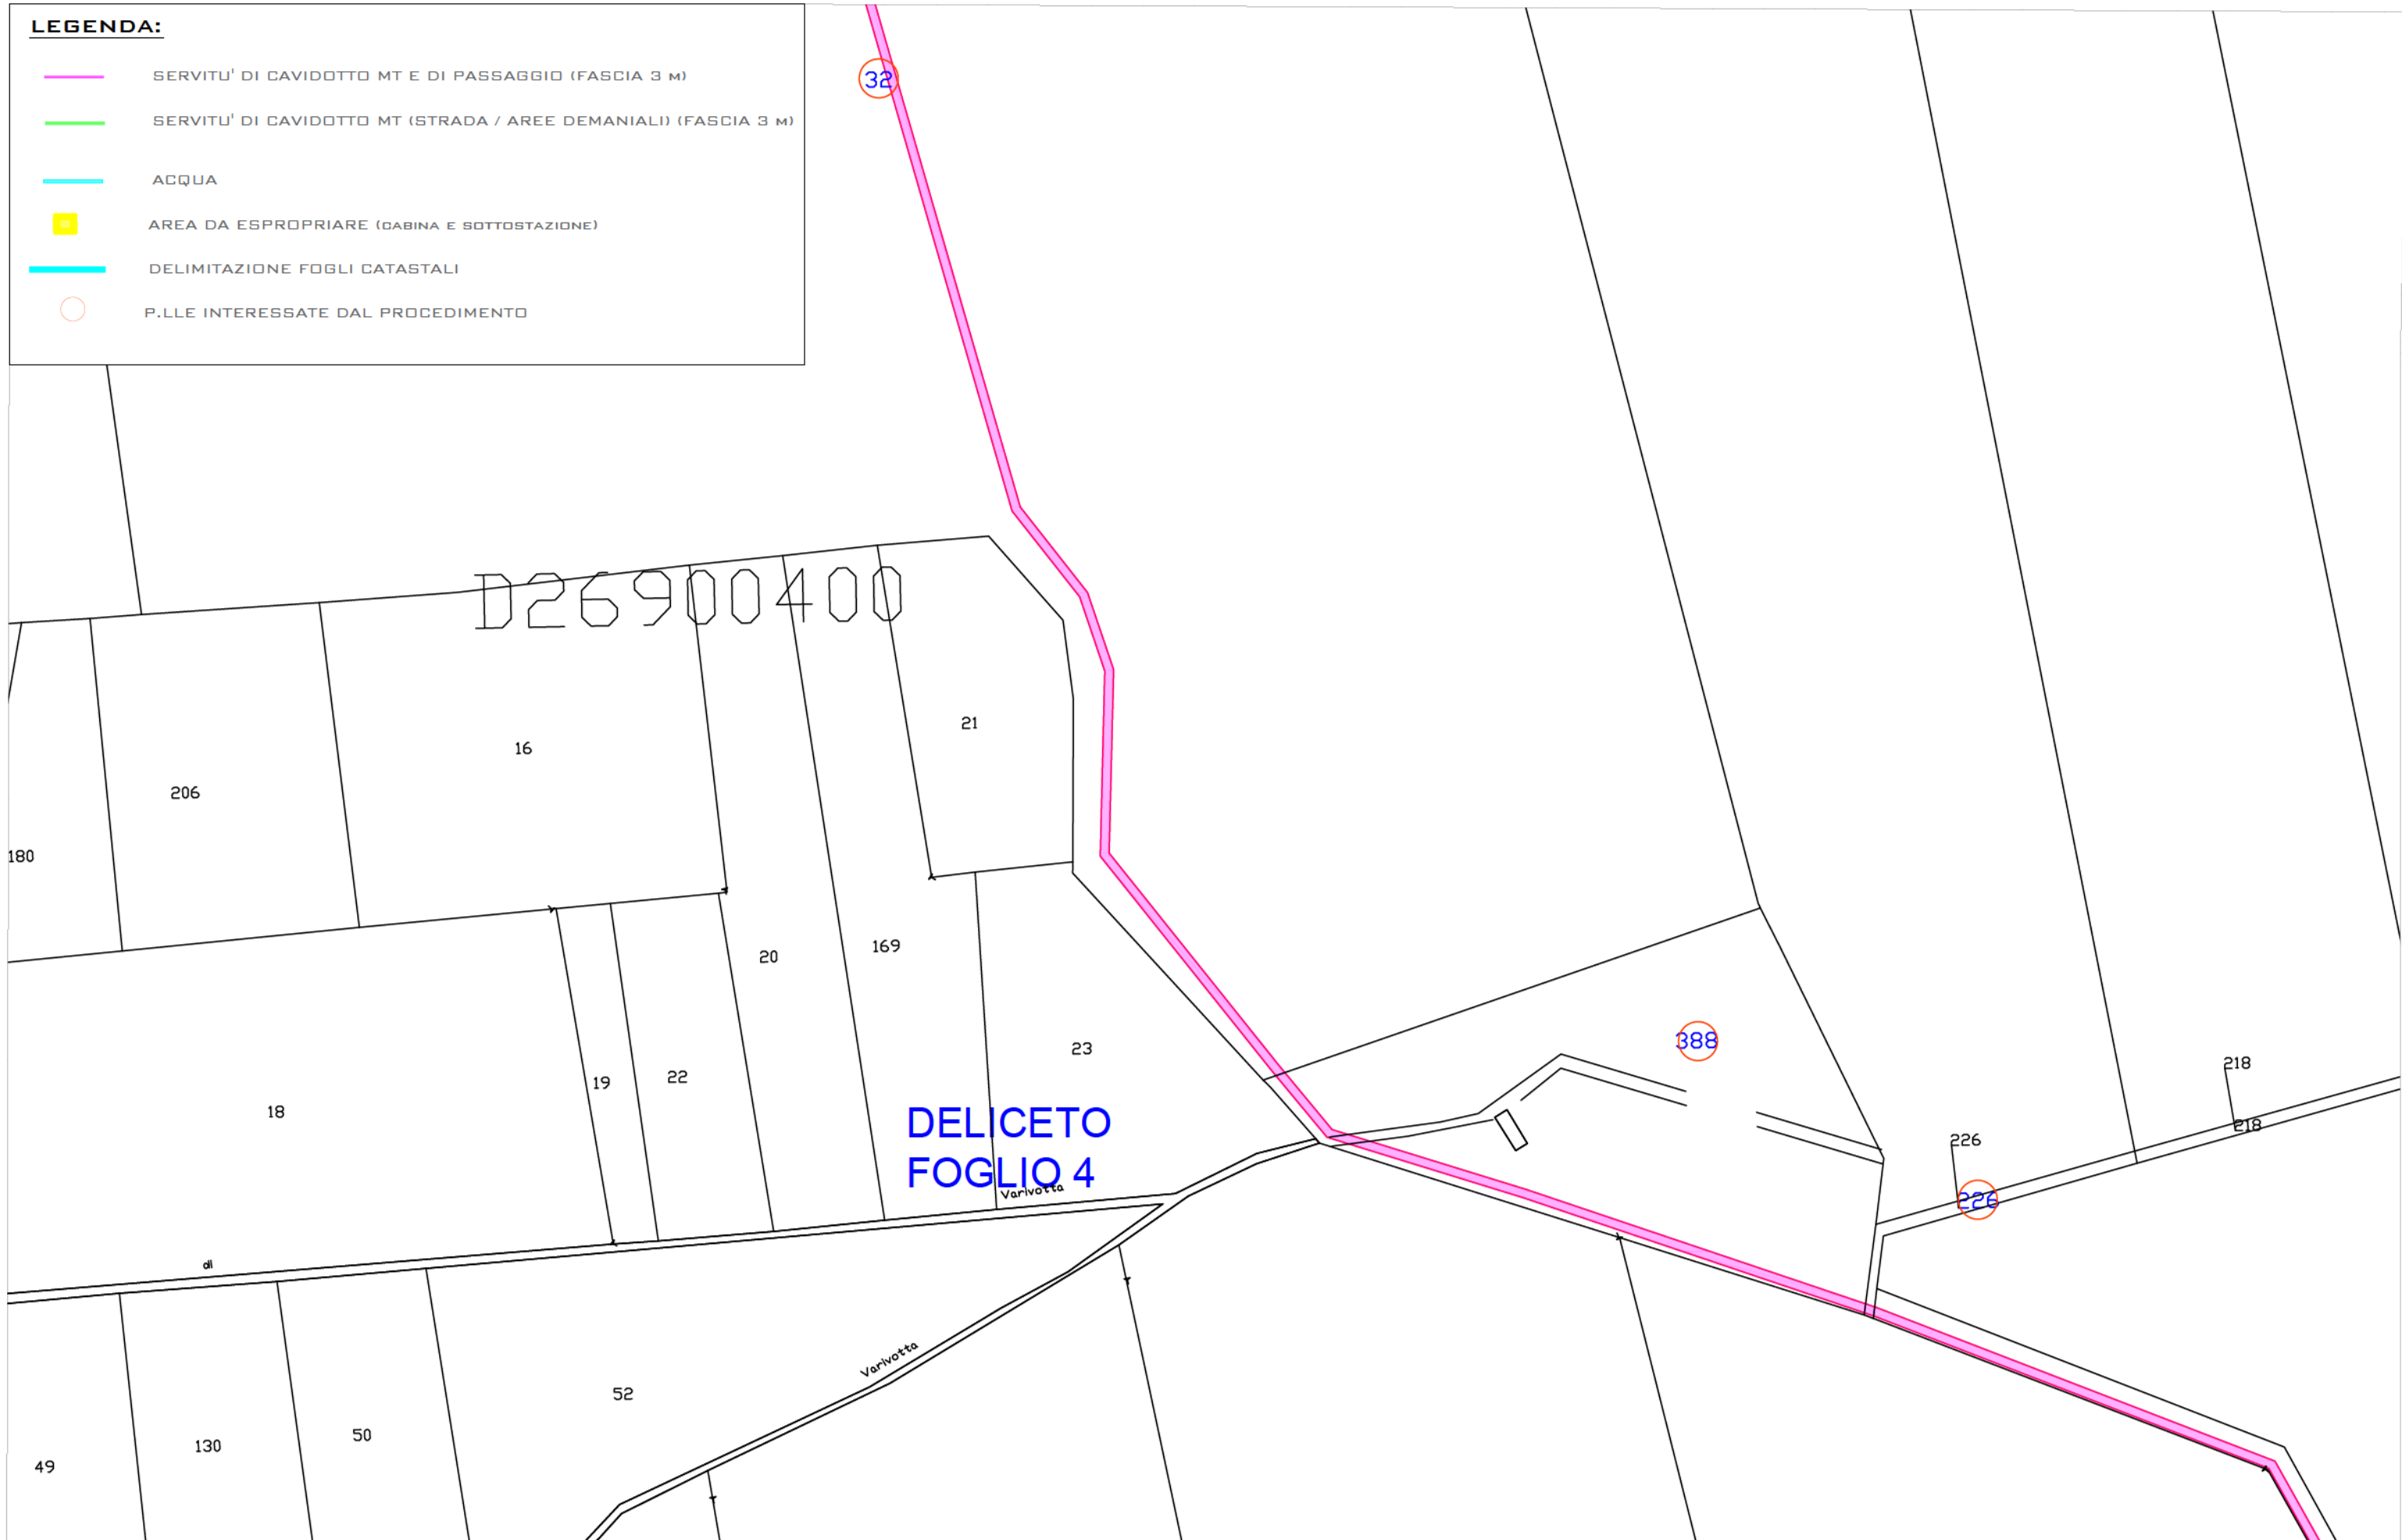 LEGENDA:
SERVITU' DI CAVIDOTTO MT E DI PASSAGGIO (FASCIA 3 M)
SERVITU' DI CAVIDOTTO MT (STRADA / AREE DEMANIALI) (FASCIA 3 M)
ACQUA
AREA DA ESPROPRIARE (CABINA E SOTTOSTAZIONE)
DELIMITAZIONE FOGLI CATASTALI
P.LLE INTERESSATE DAL PROCEDIMENTO
32
D26900400
21
16
206
180
169
20
388
23
218
22
19
18
DELICETO
218
226
FOGLIO 4
Varivotta
226
all
Varivotta
52
50
130
49